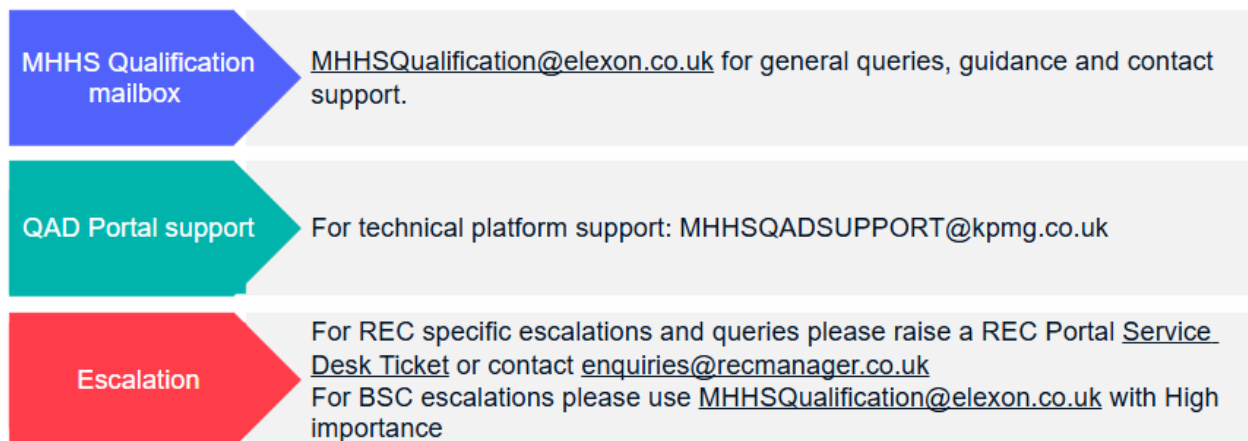 MHHS Qualification
mailbox
MHHSQualification@elexon.co.uk for general queries, guidance and contact
support.
QAD Portal support
For technical platform support: MHHSQADSUPPORT@kpmg.co.uk
Escalation
For REC specific escalations and queries please raise a REC Portal Service
Desk Ticket or contact enquiries@recmanager.co.uk
For BSC escalations please use MHHSQualification@elexon.co.uk with High
importance